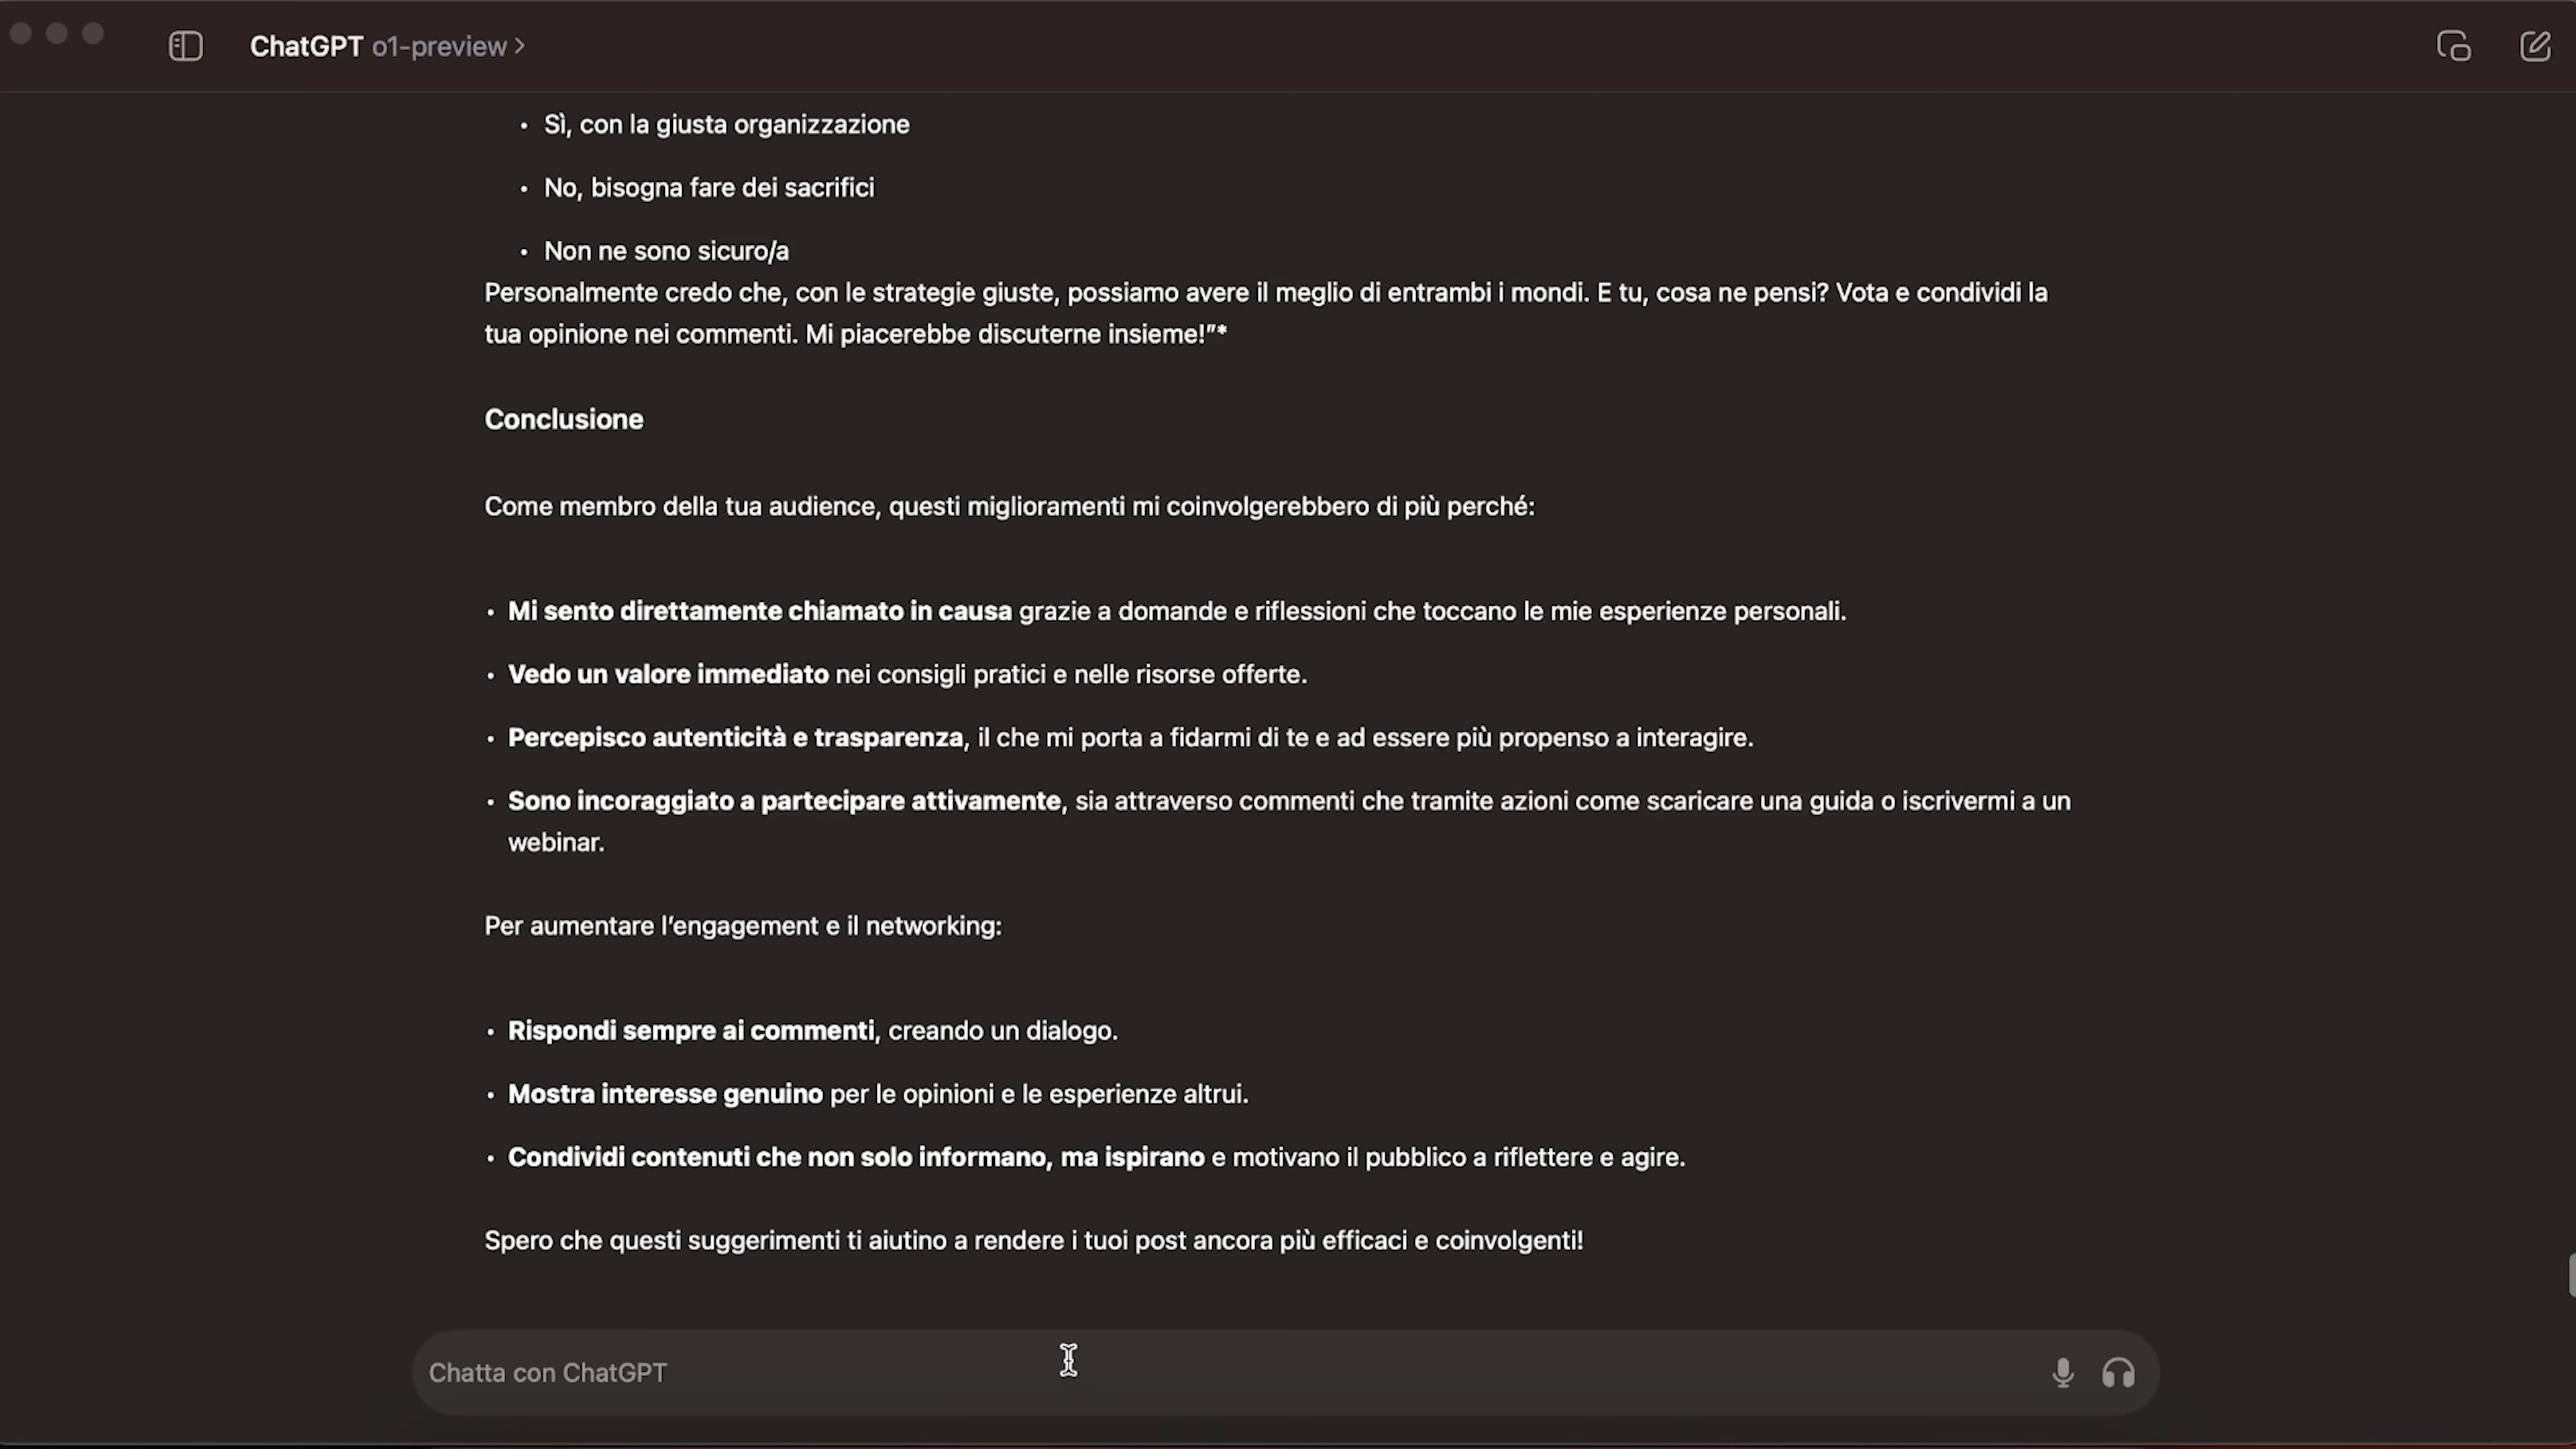 ChatGPT o1-preview >
• Sì, con la giusta organizzazione
• No, bisogna fare dei sacrifici
• Non ne sono sicuro/a
Personalmente credo che, con le strategie giuste, possiamo avere il meglio di entrambi i mondi. E tu, cosa ne pensi? Vota e condividi la
tua opinione nei commenti. Mi piacerebbe discuterne insieme!”*
Conclusione
Come membro della tua audience, questi miglioramenti mi coinvolgerebbero di più perché:
• Mi sento direttamente chiamato in causa grazie a domande e riflessioni che toccano le mie esperienze personali.
• Vedo un valore immediato nei consigli pratici e nelle risorse offerte.
• Percepisco autenticità e trasparenza, il che mi porta a fidarmi di te e ad essere più propenso a interagire.
• Sono incoraggiato a partecipare attivamente, sia attraverso commenti che tramite azioni come scaricare una guida o iscrivermi a un
webinar.
Per aumentare l’engagement e il networking:
• Rispondi sempre ai commenti, creando un dialogo.
• Mostra interesse genuino per le opinioni e le esperienze altrui.
• Condividi contenuti che non solo informano, ma ispirano e motivano il pubblico a riflettere e agire.
Spero che questi suggerimenti ti aiutino a rendere i tuoi post ancora più efficaci e coinvolgenti!
Chatta con ChatGPT